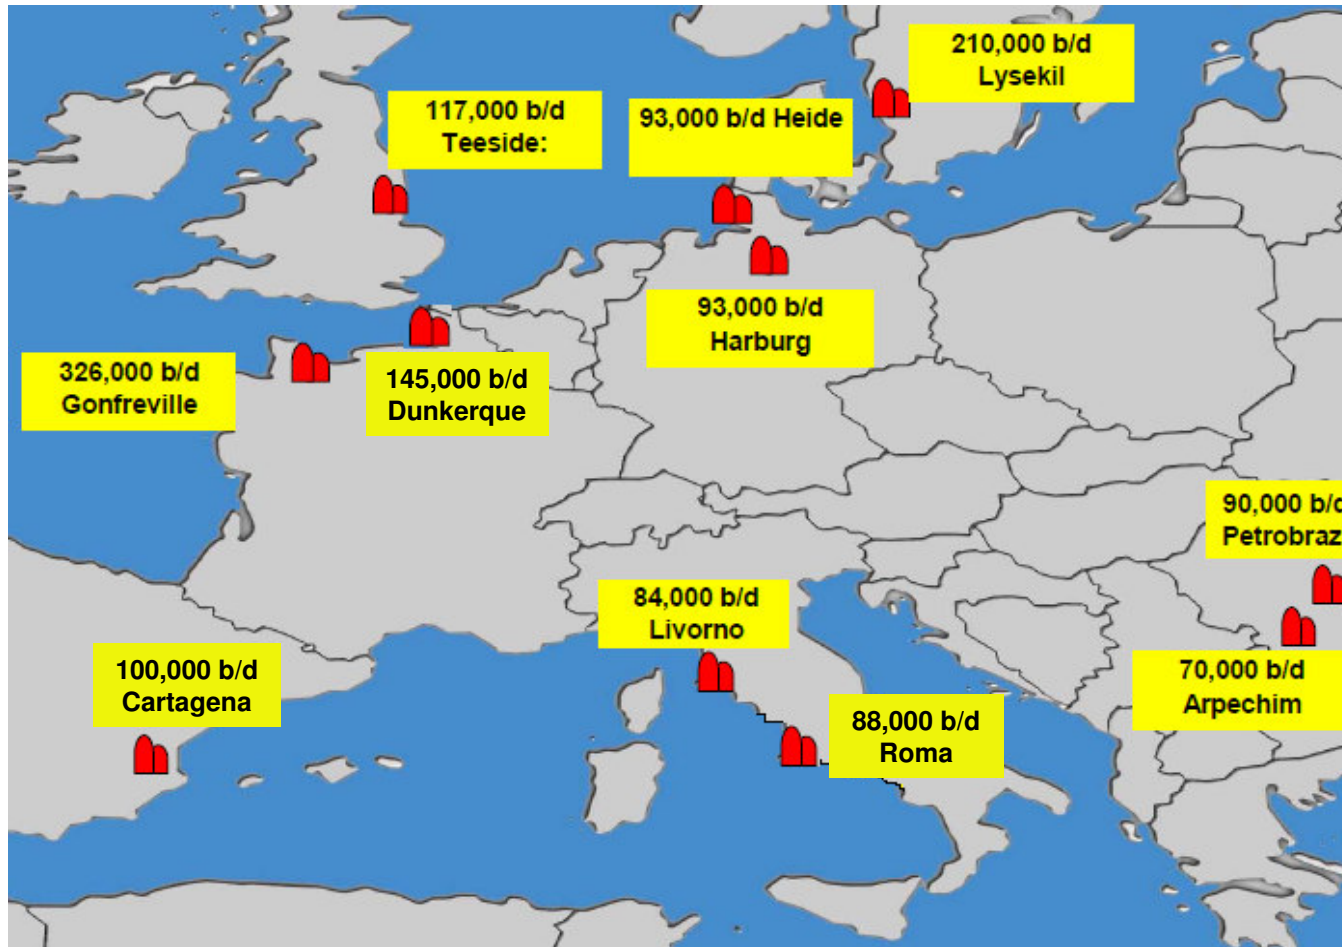 210,000 b/d
Lysekil
117,000 b/d
Teeside:
93,000 b/d Heide
93,000 b/d
Harburg
326,000 b/d
Gonfreville
145,000 b/d
Dunkerque
90,000 b/d
Petrobraz
84,000 b/d
Livorno
100,000 b/d
Cartagena
70,000 b/d
Arpechim
88,000 b/d
Roma